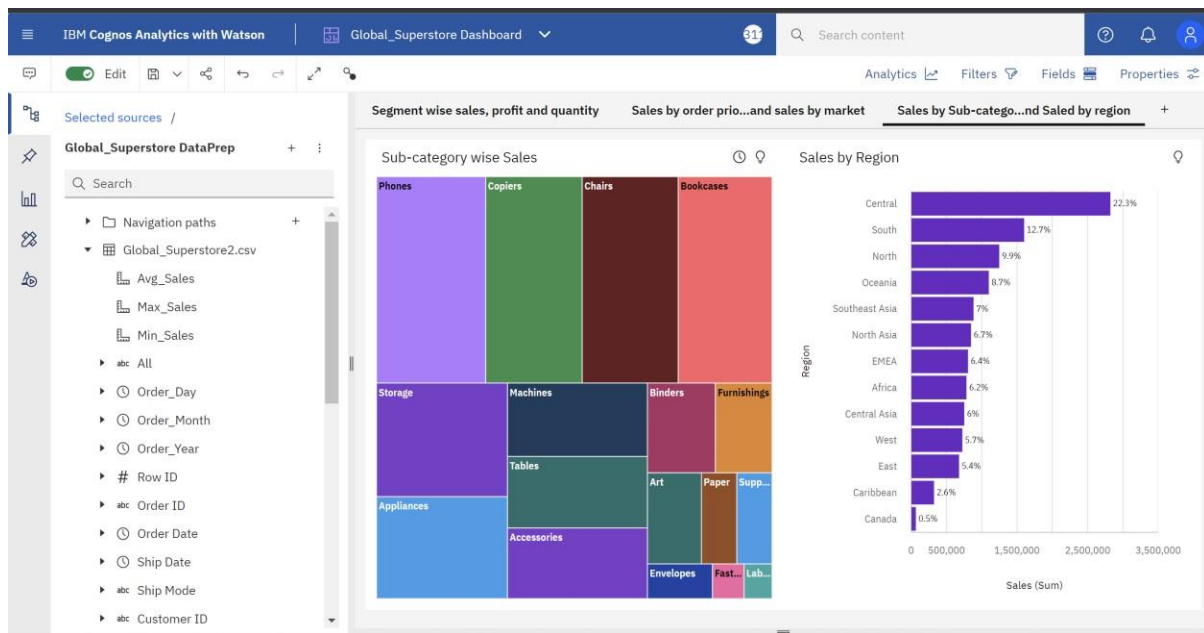 IBM Cognos Analytics with Watson
Global_Superstore Dashboard
Search content
Edit
Analytics
Filters
Fields
Properties
Selected sources /
Global_Superstore DataPrep
Search
Navigation paths
Global_Superstore2.csv
Avg_Sales
Max_Sales
Min_Sales
abc All
Order_Day
Order_Month
Order_Year
# Row ID
abc Order ID
Order Date
Ship Date
abc Ship Mode
abc Customer ID
Segment wise sales, profit and quantity
Sales by order prio...and sales by market
Sales by Sub-catego...nd Saled by region
Sub-category wise Sales
Phones
Copiers
Chairs
Bookcases
Storage
Machines
Binders
Furnishings
Tables
Art
Paper
Supp...
Appliances
Accessories
Envelopes
Fast...
Lab...
Sales by Region
Region
Central 22.3%
South 12.7%
North 9.9%
Oceania 8.7%
Southeast Asia 7%
North Asia 6.7%
EMEA 6.4%
Africa 6.2%
Central Asia 6%
West 5.7%
East 5.4%
Caribbean 2.6%
Canada 0.5%
0 500,000 1,500,000 2,500,000 3,500,000
Sales (Sum)